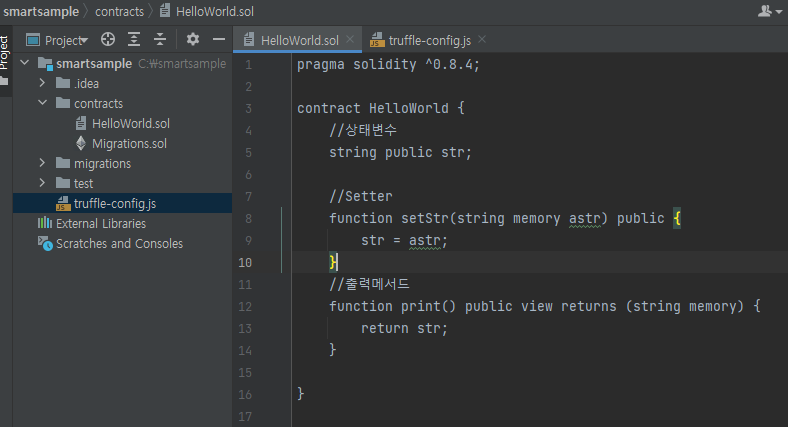 smartsample contracts HelloWorld.sol
Project
Project
HelloWorld.sol
truffle-config.js
smartsample C:₩smartsample
.idea
contracts
HelloWorld.sol
Migrations.sol
migrations
test
truffle-config.js
External Libraries
Scratches and Consoles
1 pragma solidity ^0.8.4;
2
3 contract HelloWorld {
4 //상태변수
5 string public str;
6
7 //Setter
8 function setStr(string memory astr) public {
9 str = astr;
10 }
11 //출력메서드
12 function print() public view returns (string memory) {
13 return str;
14 }
15
16 }
17